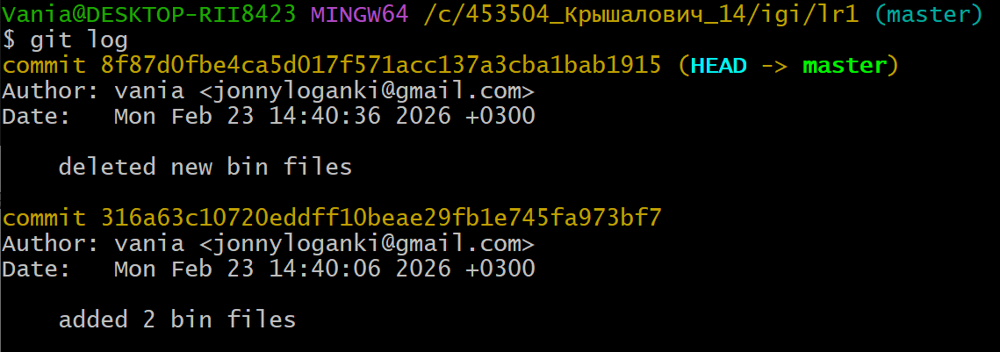 Vania@DESKTOP-RII8423 MINGW64 /c/453504_Крышалович_14/igi/lr1 (master)
$ git log
commit 8f87d0fbe4ca5d017f571acc137a3cba1bab1915 (HEAD -> master)
Author: vania <jonnyloganki@gmail.com>
Date:   Mon Feb 23 14:40:36 2026 +0300
    deleted new bin files
commit 316a63c10720eddff10beae29fb1e745fa973bf7
Author: vania <jonnyloganki@gmail.com>
Date:   Mon Feb 23 14:40:06 2026 +0300
    added 2 bin files